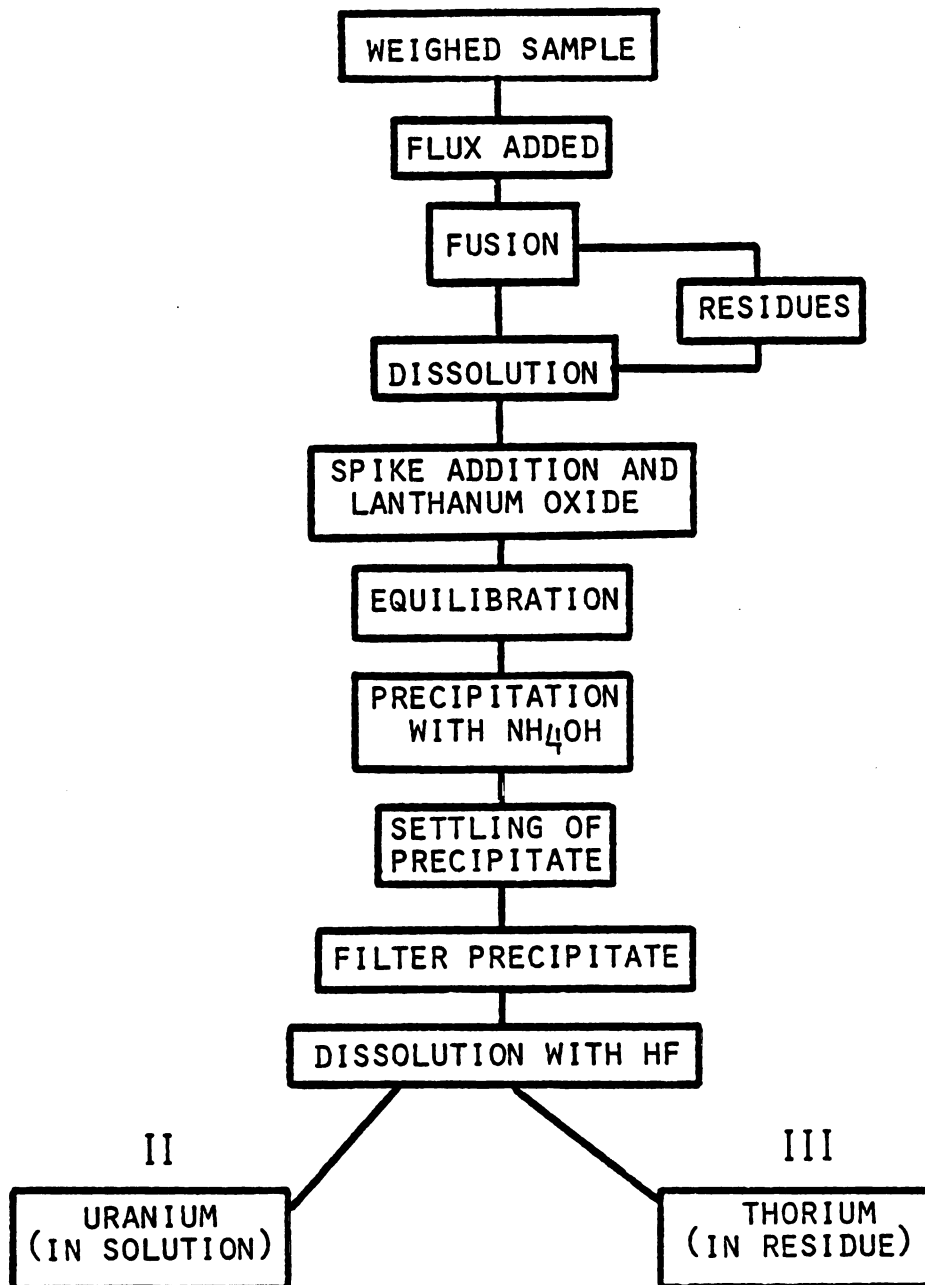 WEIGHED SAMPLE
FLUX ADDED
FUSION
RESIDUES
DISSOLUTION
SPIKE ADDITION AND
LANTHANUM OXIDE
EQUILIBRATION
PRECIPITATION
WITH NH4OH
SETTLING OF
PRECIPITATE
FILTER PRECIPITATE
DISSOLUTION WITH HF
II
URANIUM
(IN SOLUTION)
III
THORIUM
(IN RESIDUE)